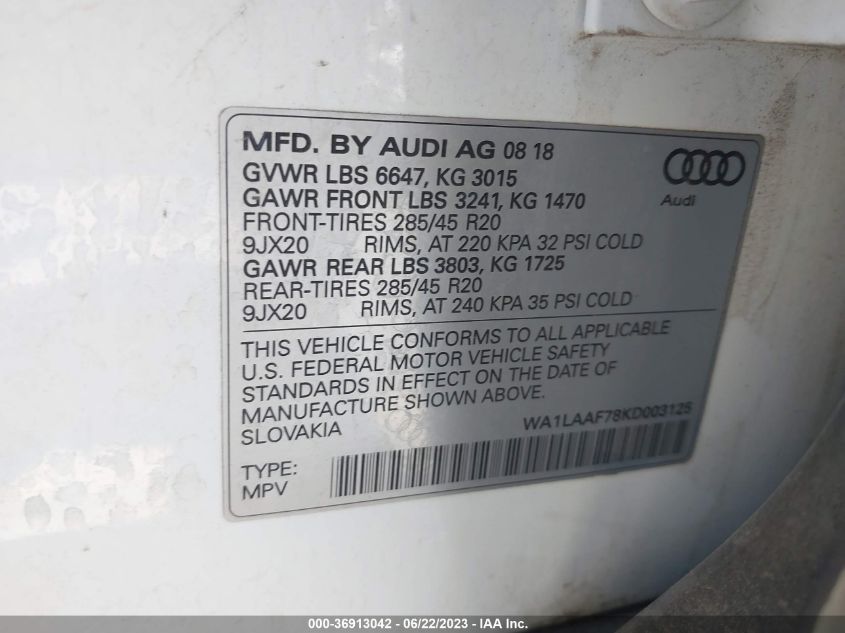 MFD. BY AUDI AG 08 18
GVWR LBS 6647, KG 3015
GAWR FRONT LBS 3241, KG 1470
FRONT-TIRES 285/45 R20
9JX20 RIMS, AT 220 KPA 32 PSI COLD
GAWR REAR LBS 3803, KG 1725
REAR-TIRES 285/45 R20
9JX20 RIMS, AT 240 KPA 35 PSI COLD
Audi
THIS VEHICLE CONFORMS TO ALL APPLICABLE
U.S. FEDERAL MOTOR VEHICLE SAFETY
STANDARDS IN EFFECT ON THE DATE OF
MANUFACTURE SHOWN ABOVE.
SLOVAKIA
WA1LAAF78KD003125
TYPE:
MPV
000-36913042 / 06/22/2023 / IAAI.COM